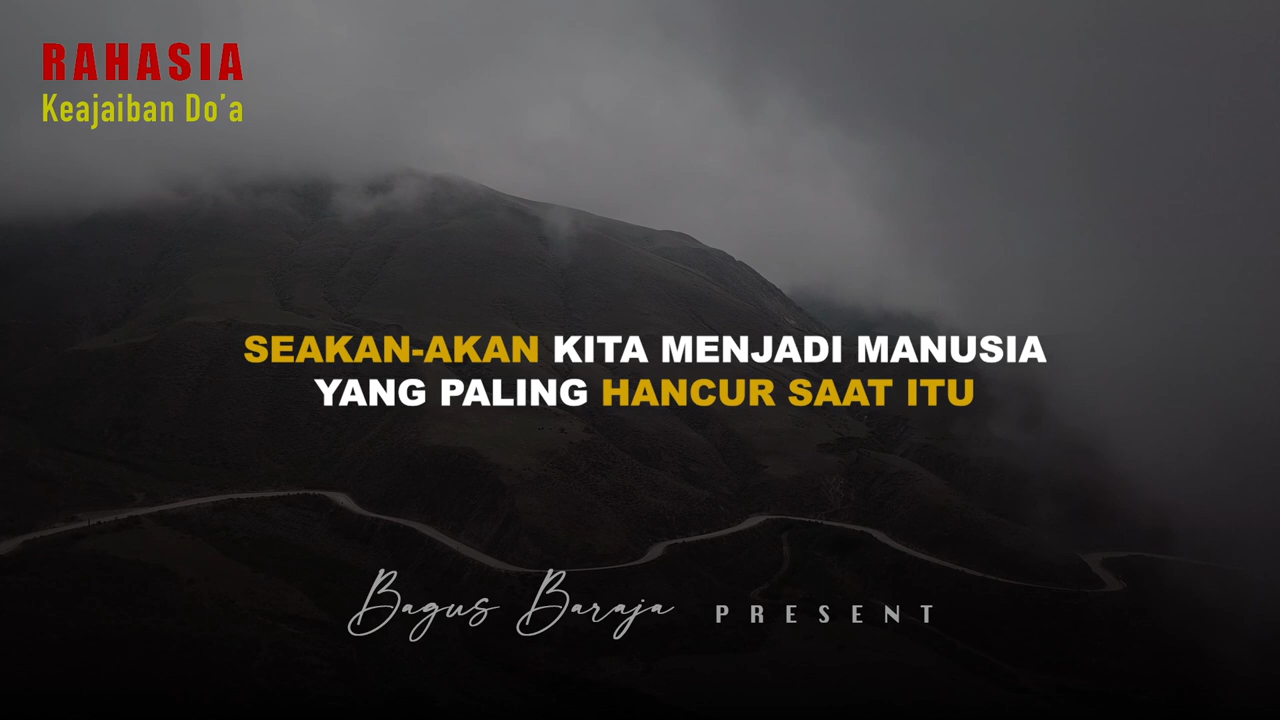 RAHASIA
Keajaiban Do'a
SEAKAN-AKAN KITA MENJADI MANUSIA
YANG PALING HANCUR SAAT ITU
Bagus Baraja PRESENT